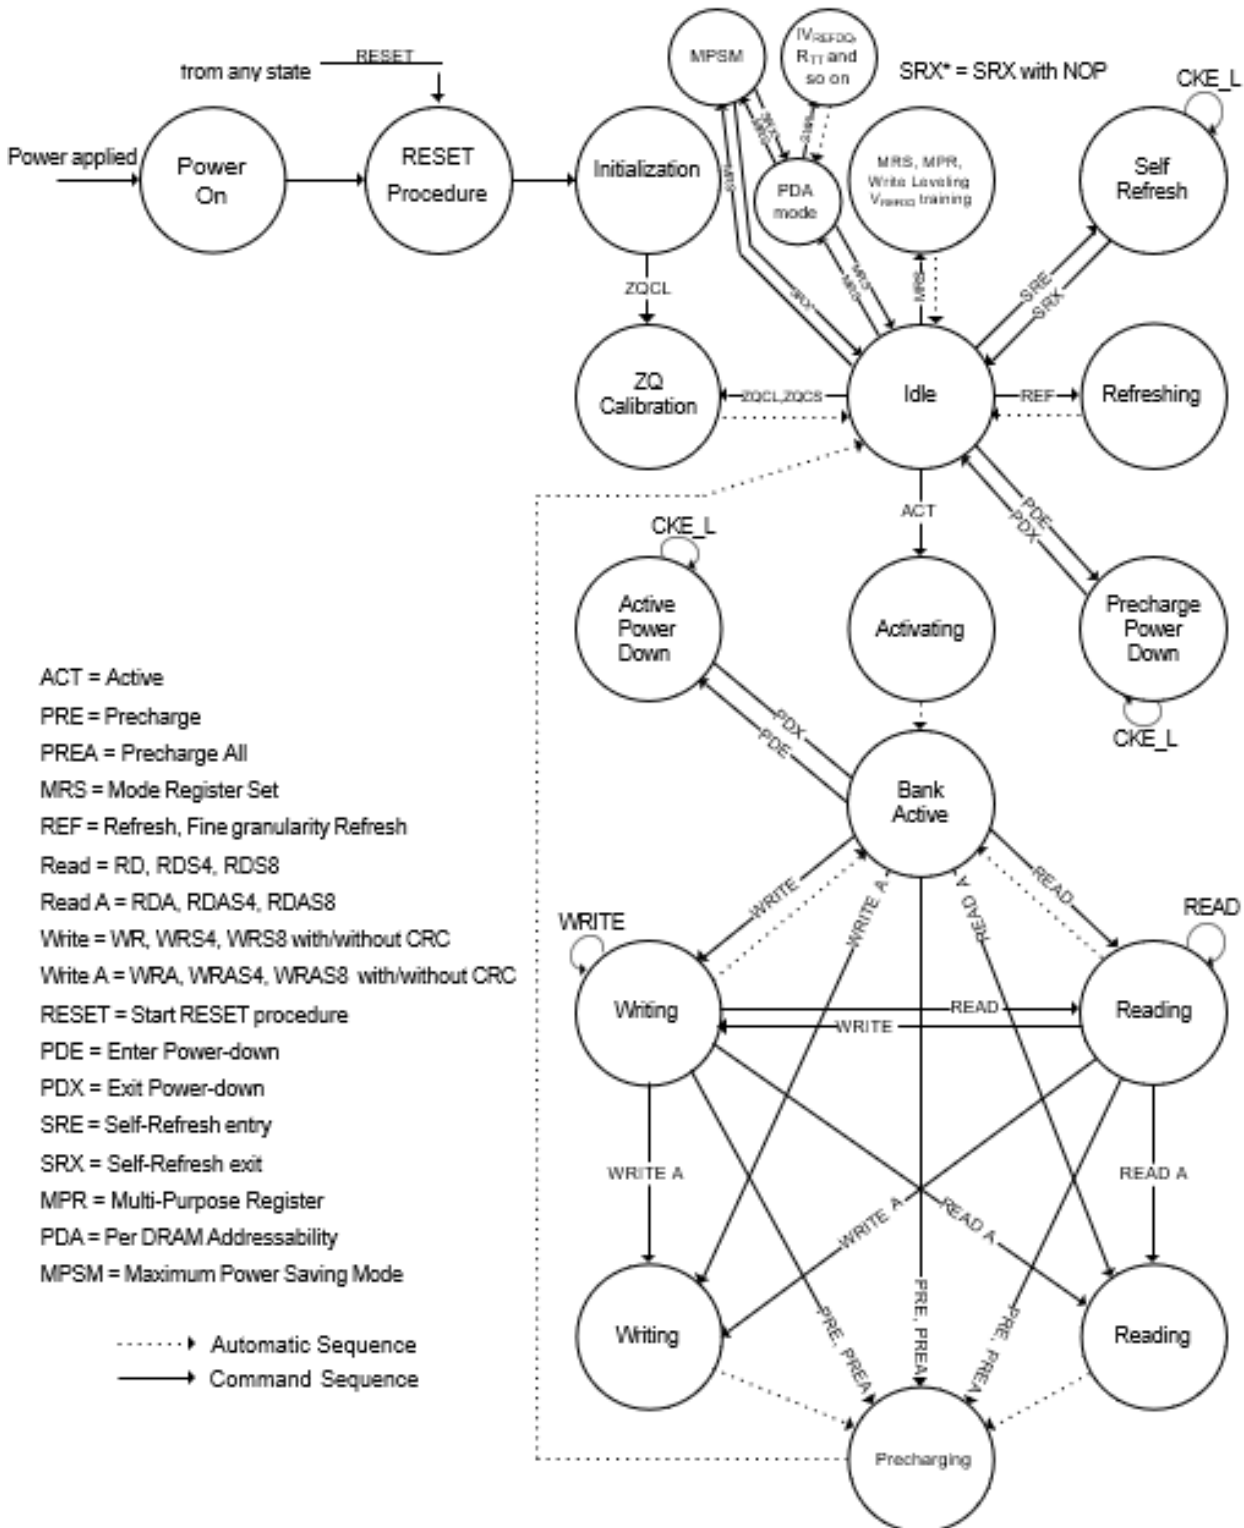 RESET
from any state
Power applied
Power
On
RESET
Procedure
Initialization
MPSM
IVREFDQ,
RTT and
so on
SRX* = SRX with NOP
CKE_L
PDA
mode
MRS, MPR,
Write Leveling
VREFDQ training
Self
Refresh
SRX*
MRS
MRS
MRS
SRX*
MRS
MRS
MRS
SRE
SRX
ZQCL
ZQ
Calibration
ZQCL,ZQCS
Idle
REF
Refreshing
ACT
PDE
PDX
CKE_L
Active
Power
Down
Activating
Precharge
Power
Down
CKE_L
PDX
PDE
Bank
Active
WRITE
WRITE A
READ A
READ
WRITE
READ
Writing
READ
WRITE
Reading
WRITE A
WRITE A
READ A
READ A
Writing
PRE, PREA
PRE, PREA
PRE, PREA
Reading
Precharging
ACT = Active
PRE = Precharge
PREA = Precharge All
MRS = Mode Register Set
REF = Refresh, Fine granularity Refresh
Read = RD, RDS4, RDS8
Read A = RDA, RDAS4, RDAS8
Write = WR, WRS4, WRS8 with/without CRC
Write A = WRA, WRAS4, WRAS8 with/without CRC
RESET = Start RESET procedure
PDE = Enter Power-down
PDX = Exit Power-down
SRE = Self-Refresh entry
SRX = Self-Refresh exit
MPR = Multi-Purpose Register
PDA = Per DRAM Addressability
MPSM = Maximum Power Saving Mode
Automatic Sequence
Command Sequence